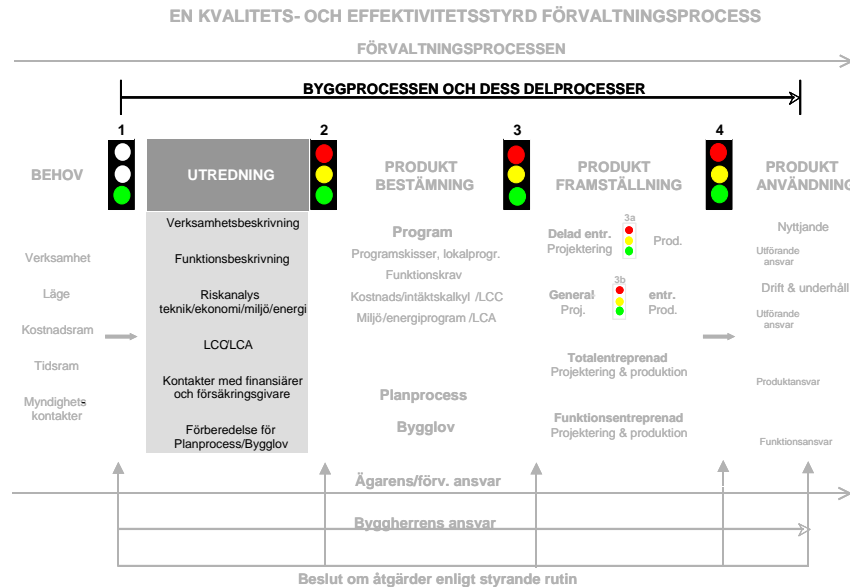 EN KVALITETS- OCH EFFEKTIVITETSSTYRD FÖRVALTNINGSPROCESS
FÖRVALTNINGSPROCESSEN
BYGGPROCESSEN OCH DESS DELPROCESSER
1
2
3
4
BEHOV
UTREDNING
PRODUKT
BESTÄMNING
PRODUKT
FRAMSTÄLLNING
PRODUKT
ANVÄNDNING
Verksamhet
Läge
Kostnadsram
Tidsram
Myndighets-
kontakter
Verksamhetsbeskrivning
Funktionsbeskrivning
Riskanalys
teknik/ekonomi/miljö/energi
LCC/LCA
Kontakter med finansiärer
och försäkringsgivare
Förberedelse för
Planprocess/Bygglov
Program
Programskisser, lokalprogr.
Funktionskrav
Kostnads/intäktskalkyl /LCC
Miljö/energiprogram /LCA
Planprocess
Bygglov
3a
Delad entr.
Projektering Prod.
3b
General- entr.
Proj. Prod.
Totalentreprenad
Projektering & produktion
Funktionsentreprenad
Projektering & produktion
Nyttjande
Utförande
ansvar
Drift & underhåll
Utförande
ansvar
Produktansvar
Funktionsansvar
Ägarens/förv. ansvar
Byggherrens ansvar
Beslut om åtgärder enligt styrande rutin